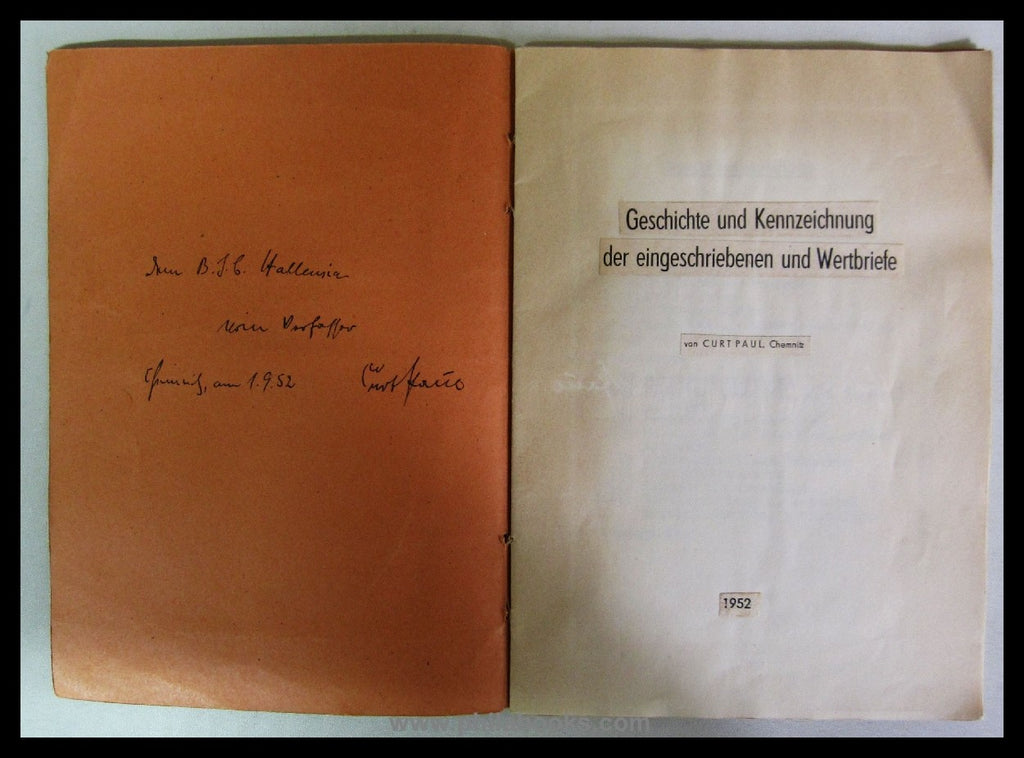 Dem B.S.C. Hallensia
vom Verfasser
Chemnitz, am 1.9.52 Curt Paul
Geschichte und Kennzeichnung
der eingeschriebenen und Wertbriefe
von CURT PAUL, Chemnitz
1952